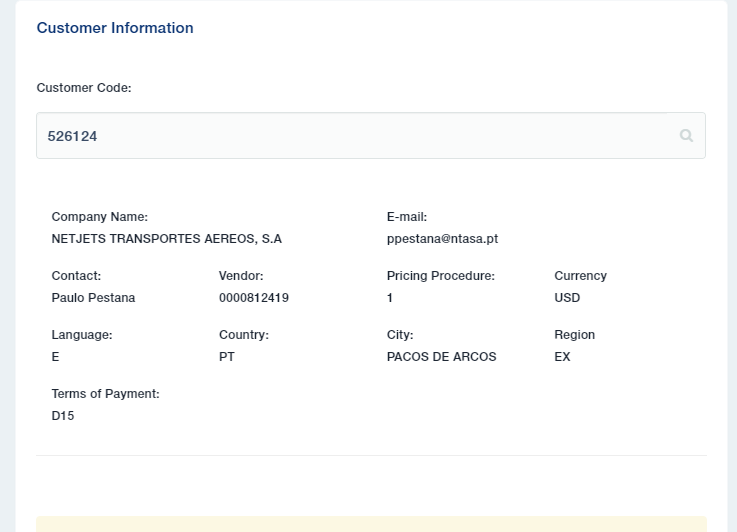 Customer Information
Customer Code:
526124
Company Name: E-mail:
NETJETS TRANSPORTES AEREOS, S.A ppestana@ntasa.pt
Contact: Vendor: Pricing Procedure: Currency
Paulo Pestana 0000812419 1 USD
Language: Country: City: Region
E PT PACOS DE ARCOS EX
Terms of Payment:
D15